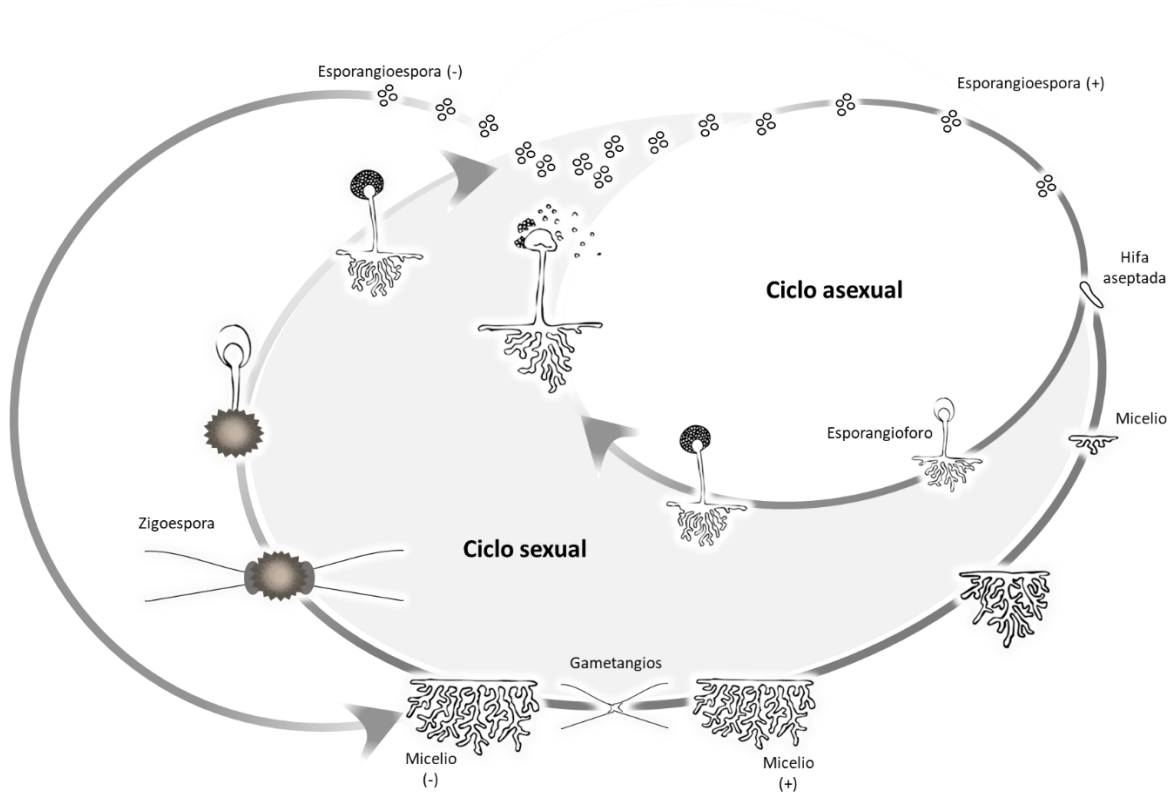 Esporangioespora (-)
Esporangioespora (+)
Hifa
aseptada
Ciclo asexual
Micelio
Esporangioforo
Zigoespora
Ciclo sexual
Gametangios
Micelio
(-)
Micelio
(+)